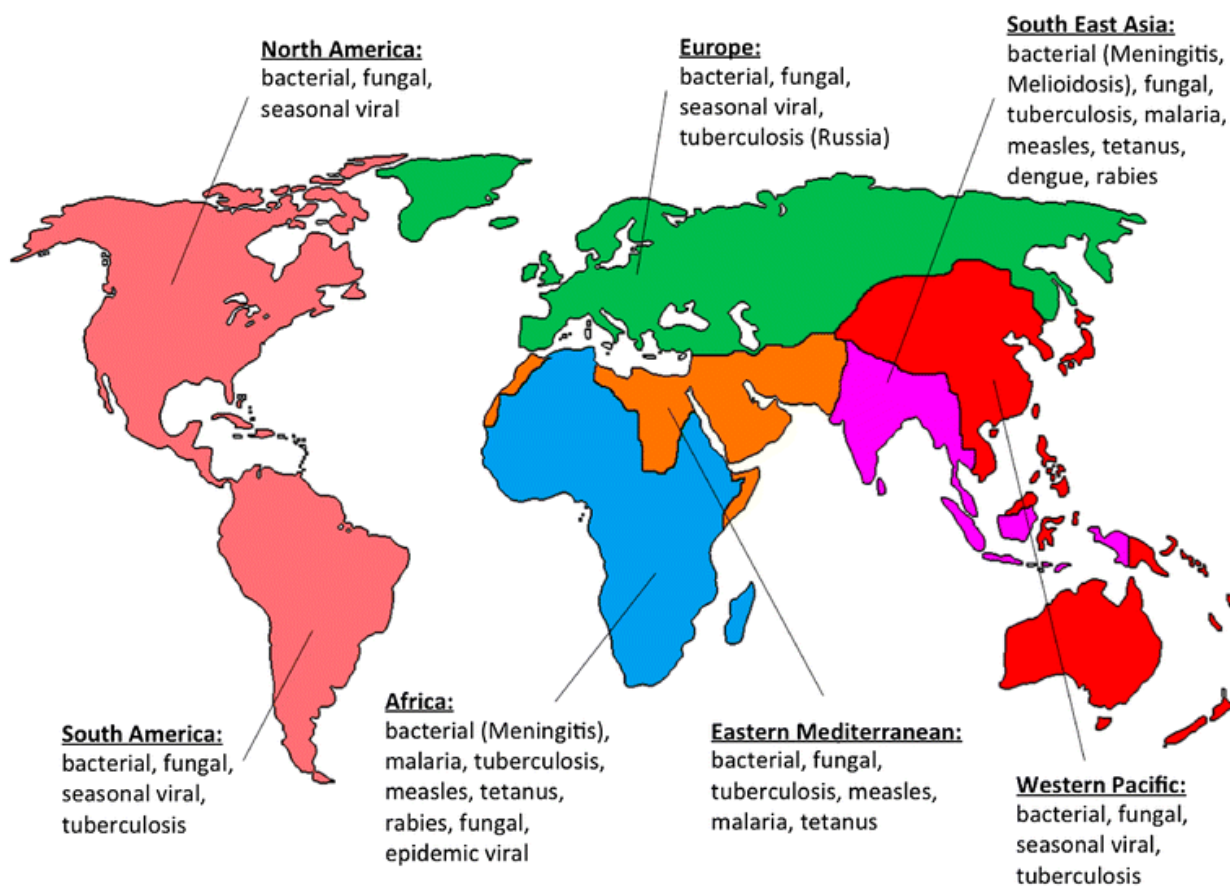 North America:
bacterial, fungal,
seasonal viral
Europe:
bacterial, fungal,
seasonal viral,
tuberculosis (Russia)
South East Asia:
bacterial (Meningitis,
Melioidosis), fungal,
tuberculosis, malaria,
measles, tetanus,
dengue, rabies
South America:
bacterial, fungal,
seasonal viral,
tuberculosis
Africa:
bacterial (Meningitis),
malaria, tuberculosis,
measles, tetanus,
rabies, fungal,
epidemic viral
Eastern Mediterranean:
bacterial, fungal,
tuberculosis, measles,
malaria, tetanus
Western Pacific:
bacterial, fungal,
seasonal viral,
tuberculosis